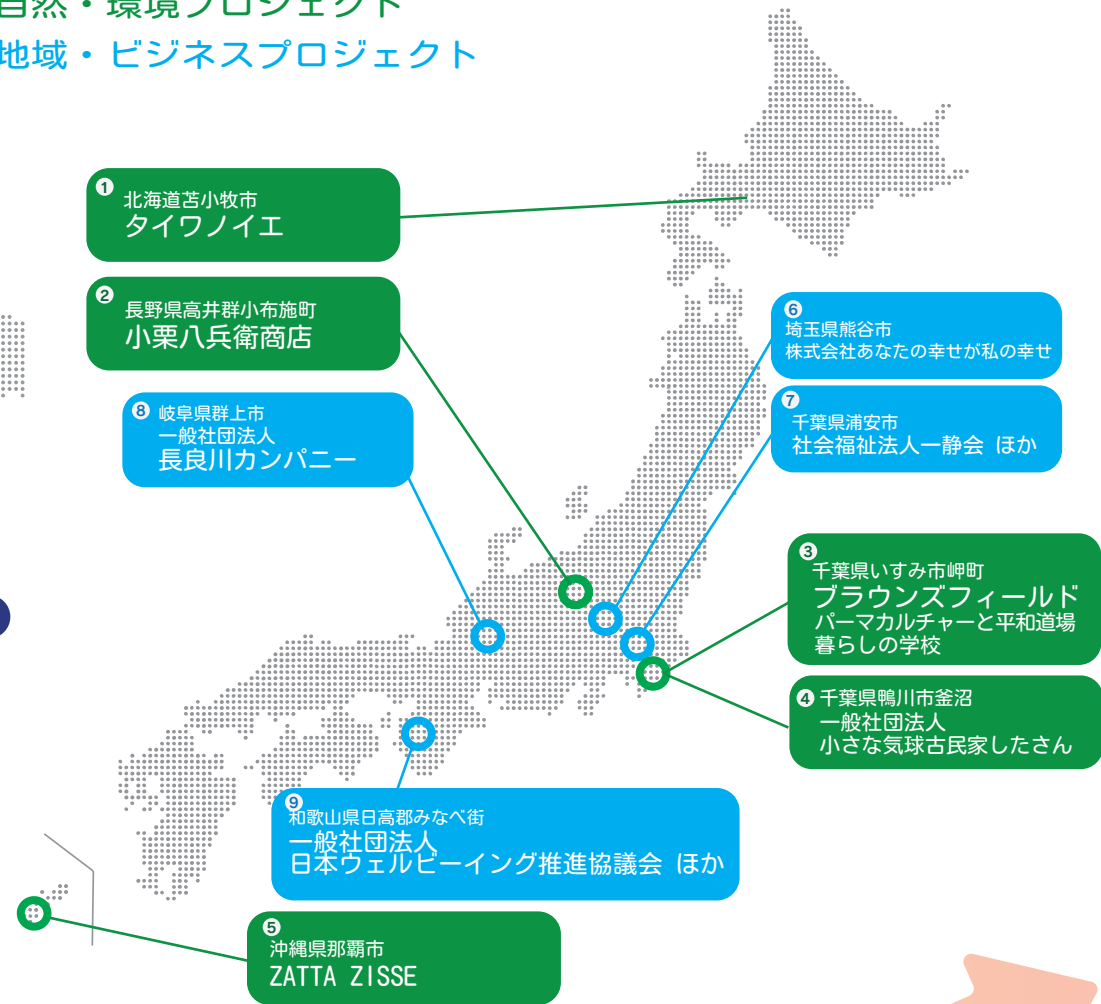 自然・環境プロジェクト
地域・ビジネスプロジェクト
1
北海道苫小牧市
タイワノイエ
2
長野県高井群小布施町
小栗八兵衛商店
8
岐阜県群上市
一般社団法人
長良川カンパニー
6
埼玉県熊谷市
株式会社あなたの幸せが私の幸せ
7
千葉県浦安市
社会福祉法人一静会 ほか
3
千葉県いすみ市岬町
ブラウンズフィールド
パーマカルチャーと平和道場
暮らしの学校
4
千葉県鴨川市釜沼
一般社団法人
小さな気球古民家したさん
9
和歌山県日高郡みなべ街
一般社団法人
日本ウェルビーイング推進協議会 ほか
5
沖縄県那覇市
ZATTA ZISSE